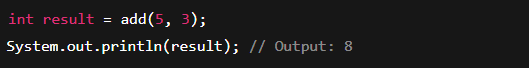 int result = add(5, 3);
System.out.println(result); // Output: 8